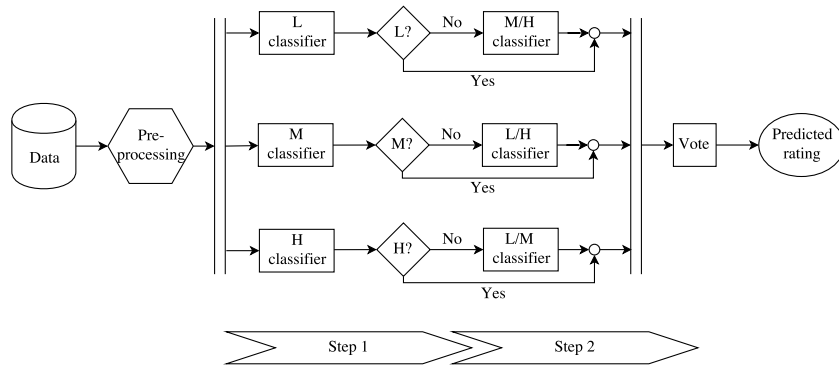 Data
Pre-
processing
L
classifier
L?
No
M/H
classifier
Yes
M
classifier
M?
No
L/H
classifier
Yes
H
classifier
H?
No
L/M
classifier
Yes
Vote
Predicted
rating
Step 1
Step 2